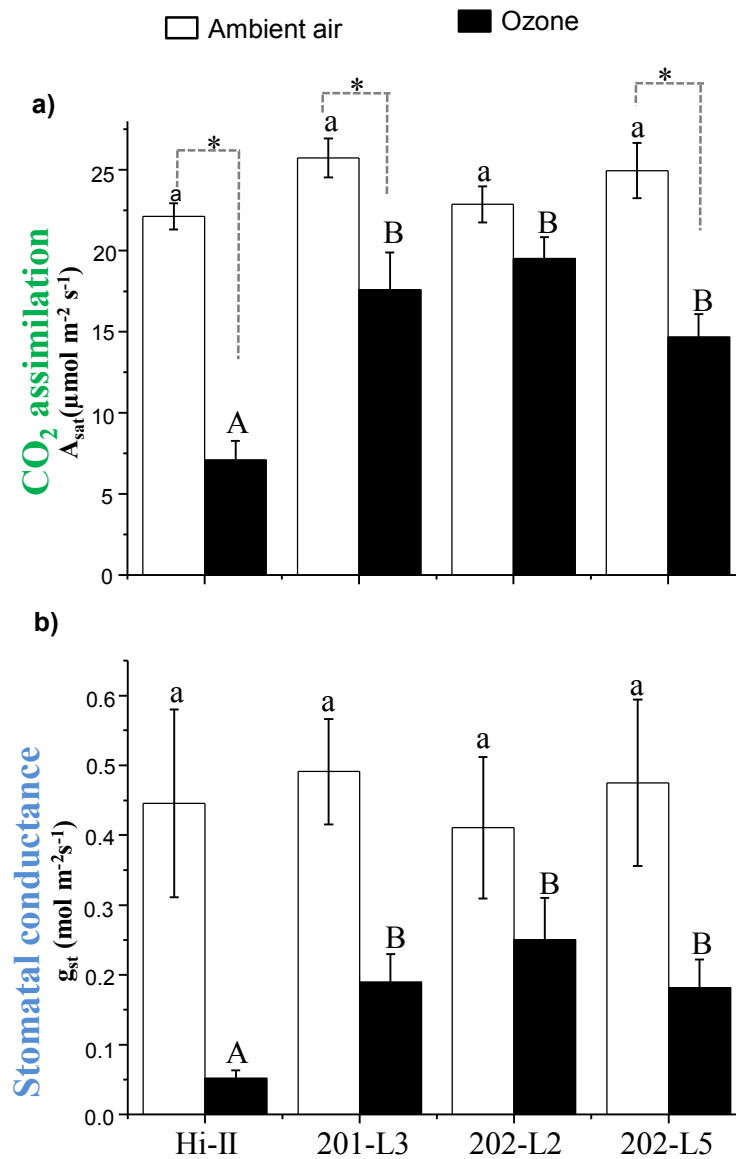 Ambient air
Ozone
a)
CO₂ assimilation
A_sat(μmol m⁻² s⁻¹)
25
20
15
10
5
0
a
*
A
a
*
B
a
B
a
*
B
b)
Stomatal conductance
g_st (mol m⁻²s⁻¹)
0.6
0.5
0.4
0.3
0.2
0.1
0.0
a
A
a
B
a
B
a
B
Hi-II
201-L3
202-L2
202-L5